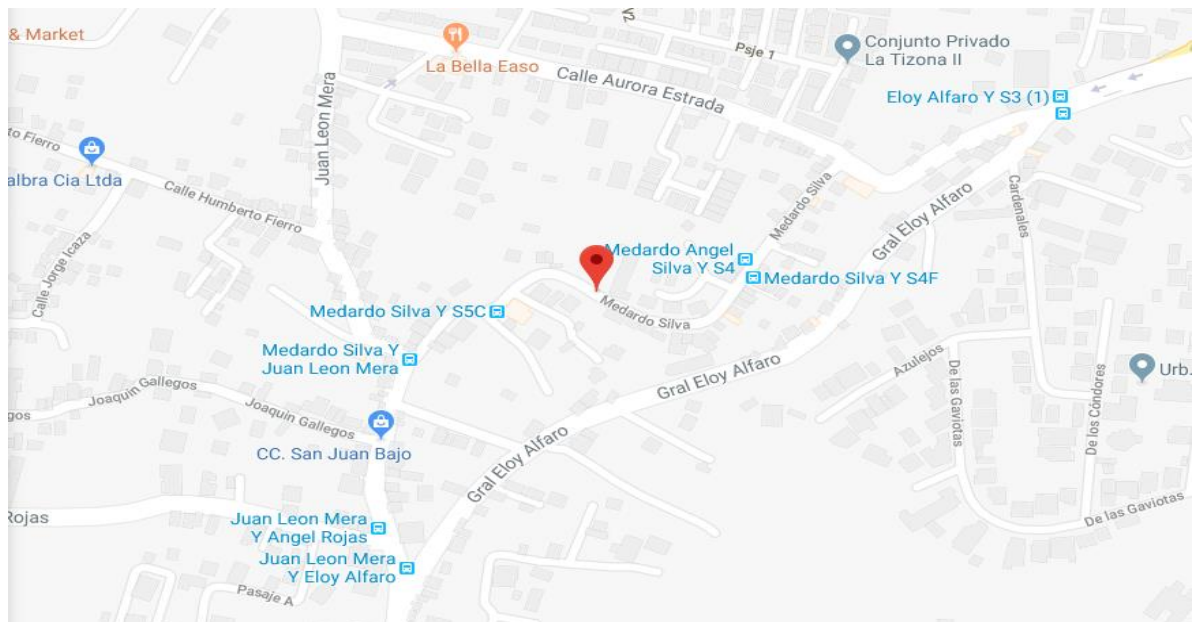 & Market
V2
La Bella Easo
Psje 1
Conjunto Privado
La Tizona II
Calle Aurora Estrada
Eloy Alfaro Y S3 (1)
to Fierro
albra Cia Ltda
Juan Leon Mera
Calle Humberto Fierro
Calle Jorge Icaza
Medardo Silva
Gral Eloy Alfaro
Cardenales
Medardo Angel
Silva Y S4
Medardo Silva Y S4F
Medardo Silva Y S5C
Medardo Silva
Medardo Silva Y
Juan Leon Mera
Gral Eloy Alfaro
Azulejos
De las Gaviotas
De los Cóndores
Urb.
Joaquin Gallegos
gos
Joaquin Gallegos
CC. San Juan Bajo
Gral Eloy Alfaro
Rojas
Juan Leon Mera
Y Angel Rojas
De las Gaviotas
Juan Leon Mera
Y Eloy Alfaro
Pasaje A